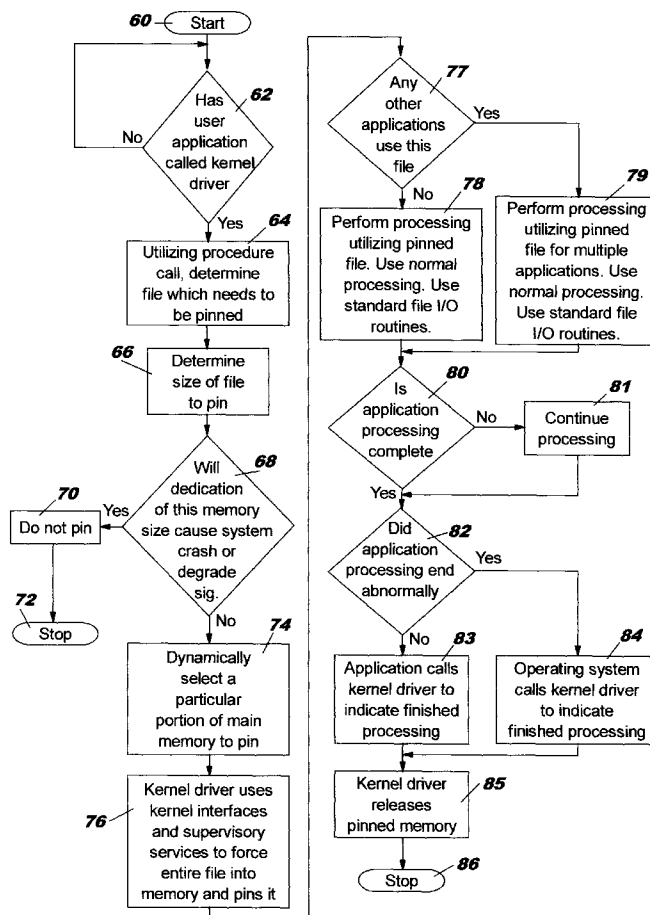 60
Start
62
Has
user
application
called kernel
driver
No
Yes
64
Utilizing procedure
call, determine
file which needs to
be pinned
66
Determine
size of file
to pin
68
Will
dedication
of this memory
size cause system
crash or
degrade
sig.
Yes
70
Do not pin
72
Stop
No
74
Dynamically
select a
particular
portion of main
memory to pin
76
Kernel driver uses
kernel interfaces
and supervisory
services to force
entire file into
memory and pins it
77
Any
other
applications
use this
file
Yes
No
78
Perform processing
utilizing pinned
file. Use normal
processing. Use
standard file I/O
routines.
79
Perform processing
utilizing pinned
file for multiple
applications. Use
normal processing.
Use standard file
I/O routines.
80
Is
application
processing
complete
No
81
Continue
processing
Yes
82
Did
application
processing end
abnormally
Yes
No
83
Application calls
kernel driver to
indicate finished
processing
84
Operating system
calls kernel driver
to indicate
finished processing
85
Kernel driver
releases
pinned memory
86
Stop